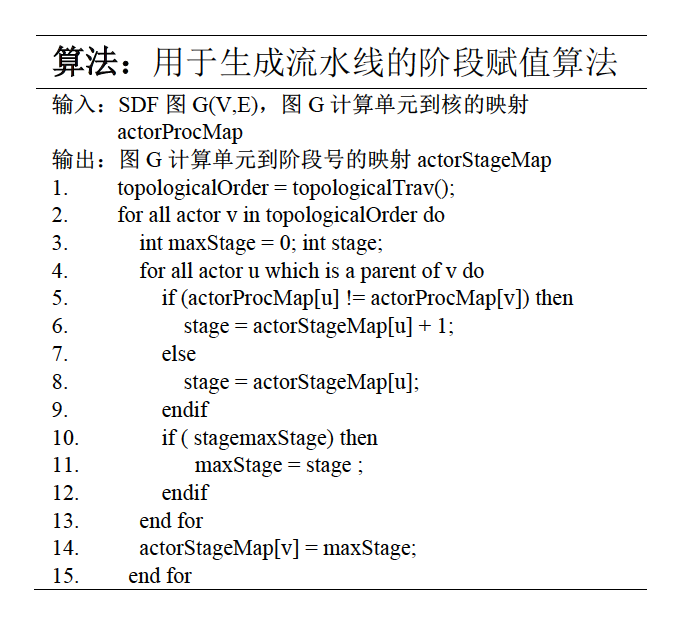 算法：用于生成流水线的阶段赋值算法
输入：SDF 图 G(V,E)，图 G 计算单元到核的映射
actorProcMap
输出：图 G 计算单元到阶段号的映射 actorStageMap
1. topologicalOrder = topologicalTrav();
2. for all actor v in topologicalOrder do
3. int maxStage = 0; int stage;
4. for all actor u which is a parent of v do
5. if (actorProcMap[u] != actorProcMap[v]) then
6. stage = actorStageMap[u] + 1;
7. else
8. stage = actorStageMap[u];
9. endif
10. if ( stagemaxStage) then
11. maxStage = stage ;
12. endif
13. end for
14. actorStageMap[v] = maxStage;
15. end for